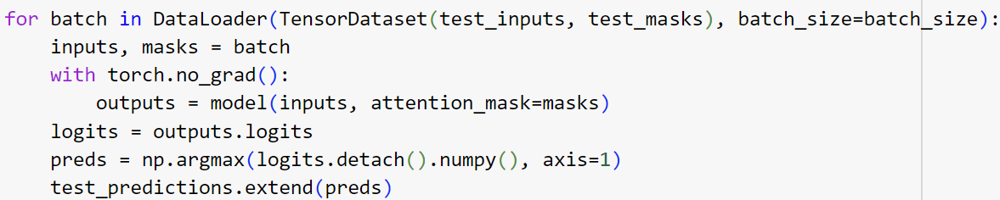 for batch in DataLoader(TensorDataset(test_inputs, test_masks), batch_size=batch_size):
    inputs, masks = batch
    with torch.no_grad():
        outputs = model(inputs, attention_mask=masks)
    logits = outputs.logits
    preds = np.argmax(logits.detach().numpy(), axis=1)
    test_predictions.extend(preds)